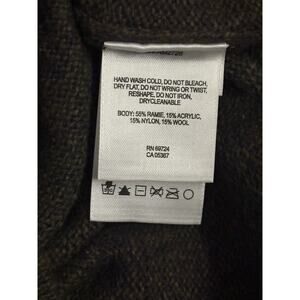 HAND WASH COLD, DO NOT BLEACH,
DRY FLAT, DO NOT WRING OR TWIST,
RESHAPE, DO NOT IRON,
DRYCLEANABLE
BODY: 55% RAMIE, 15% ACRYLIC,
15% NYLON, 15% WOOL
RN 69724
CA 05367